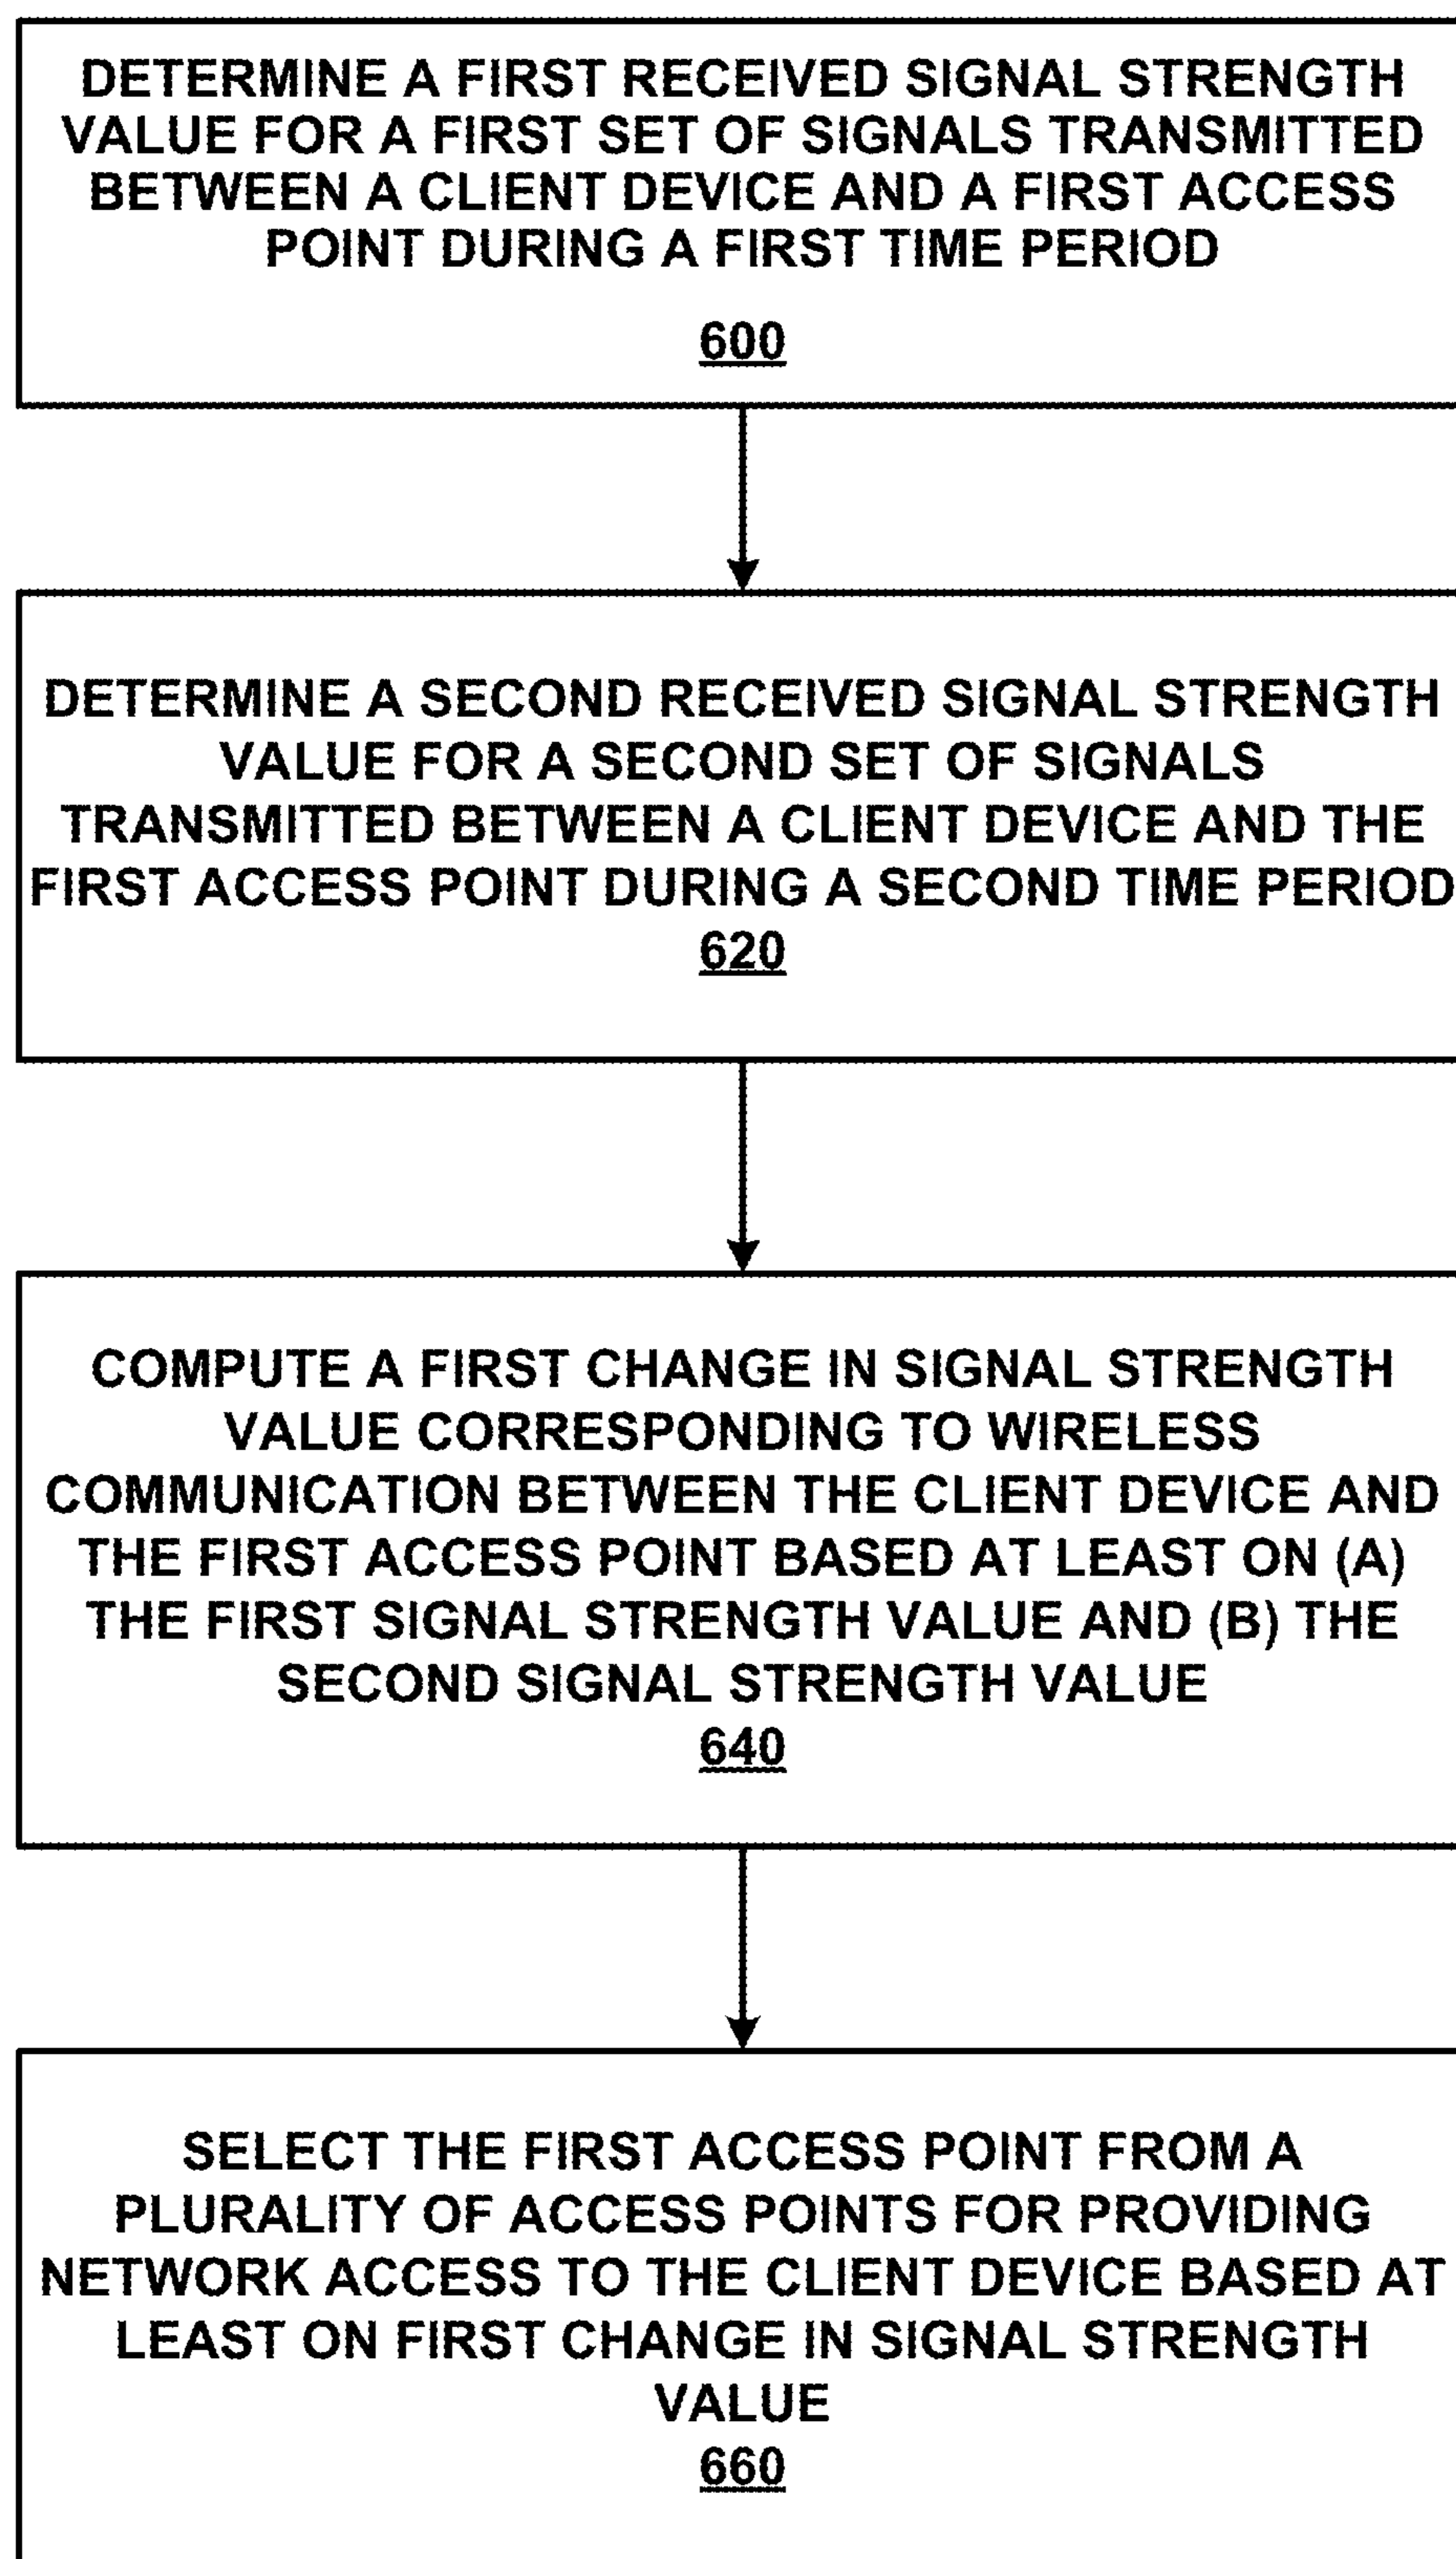 DETERMINE A FIRST RECEIVED SIGNAL STRENGTH
VALUE FOR A FIRST SET OF SIGNALS TRANSMITTED
BETWEEN A CLIENT DEVICE AND A FIRST ACCESS
POINT DURING A FIRST TIME PERIOD
600
DETERMINE A SECOND RECEIVED SIGNAL STRENGTH
VALUE FOR A SECOND SET OF SIGNALS
TRANSMITTED BETWEEN A CLIENT DEVICE AND THE
FIRST ACCESS POINT DURING A SECOND TIME PERIOD
620
COMPUTE A FIRST CHANGE IN SIGNAL STRENGTH
VALUE CORRESPONDING TO WIRELESS
COMMUNICATION BETWEEN THE CLIENT DEVICE AND
THE FIRST ACCESS POINT BASED AT LEAST ON (A)
THE FIRST SIGNAL STRENGTH VALUE AND (B) THE
SECOND SIGNAL STRENGTH VALUE
640
SELECT THE FIRST ACCESS POINT FROM A
PLURALITY OF ACCESS POINTS FOR PROVIDING
NETWORK ACCESS TO THE CLIENT DEVICE BASED AT
LEAST ON FIRST CHANGE IN SIGNAL STRENGTH
VALUE
660